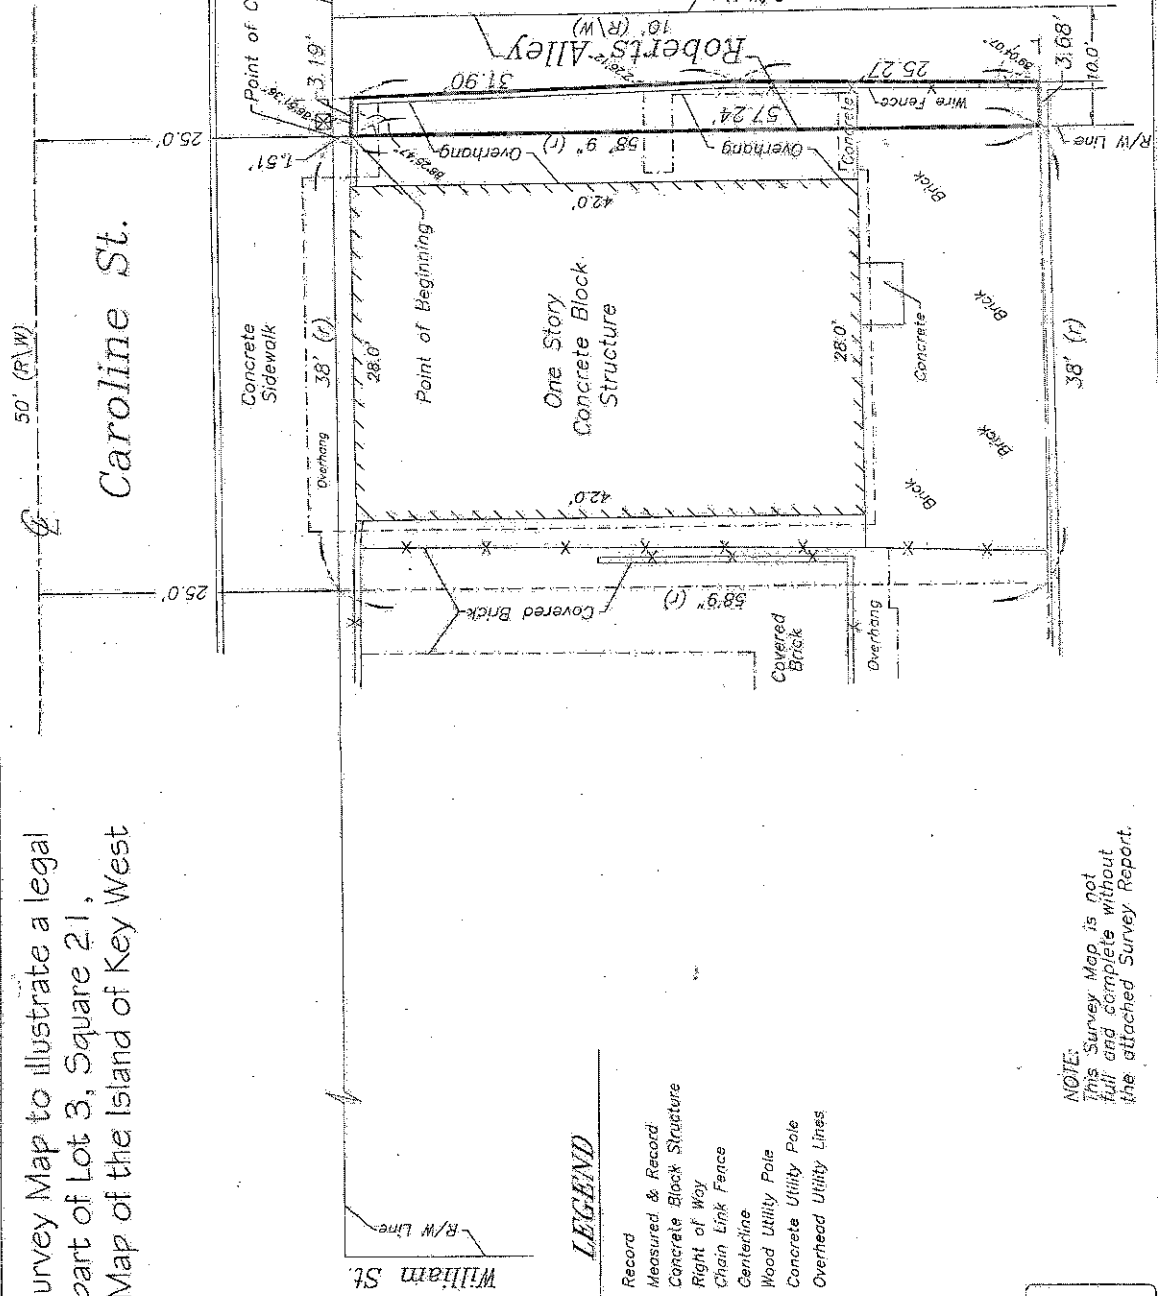 urvey Map to illustrate a legal
part of Lot 3, Square 21,
Map of the Island of Key West
50' (R\W)
Caroline St.
25.0'
25.0'
Concrete
Sidewalk
Point of C
3.19'
1.51'
38' (r)
Overhang
28.0'
Point of Beginning
One Story
Concrete Block
Structure
42.0'
42.0'
28.0'
Overhang
58' 9" (r)
Overhang
57.24'
31.90
Roberts Alley
10' (R\W)
25.27
Wire Fence
3.68'
10.0'
R/W Line
Concrete
Concrete
Brick
Brick
Brick
Brick
38' (r)
Covered Brick
58'9" (r)
Covered
Brick
Overhang
R/W Line
William St.
LEGEND
Record
Measured & Record
Concrete Block Structure
Right of Way
Chain Link Fence
Centerline
Wood Utility Pole
Concrete Utility Pole
Overhead Utility Lines
NOTE:
This Survey Map is not
full and complete without
the attached Survey Report.